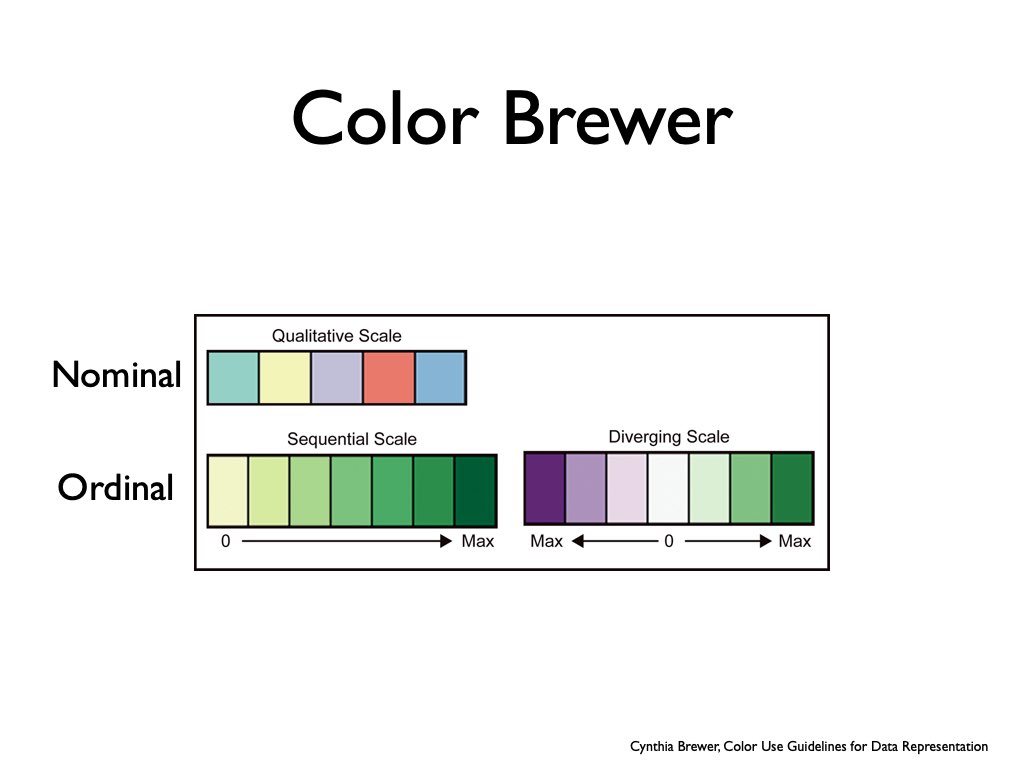 Color Brewer
Qualitative Scale
Nominal
Sequential Scale
Diverging Scale
Ordinal
0 Max
Max 0 Max
Cynthia Brewer, Color Use Guidelines for Data Representation